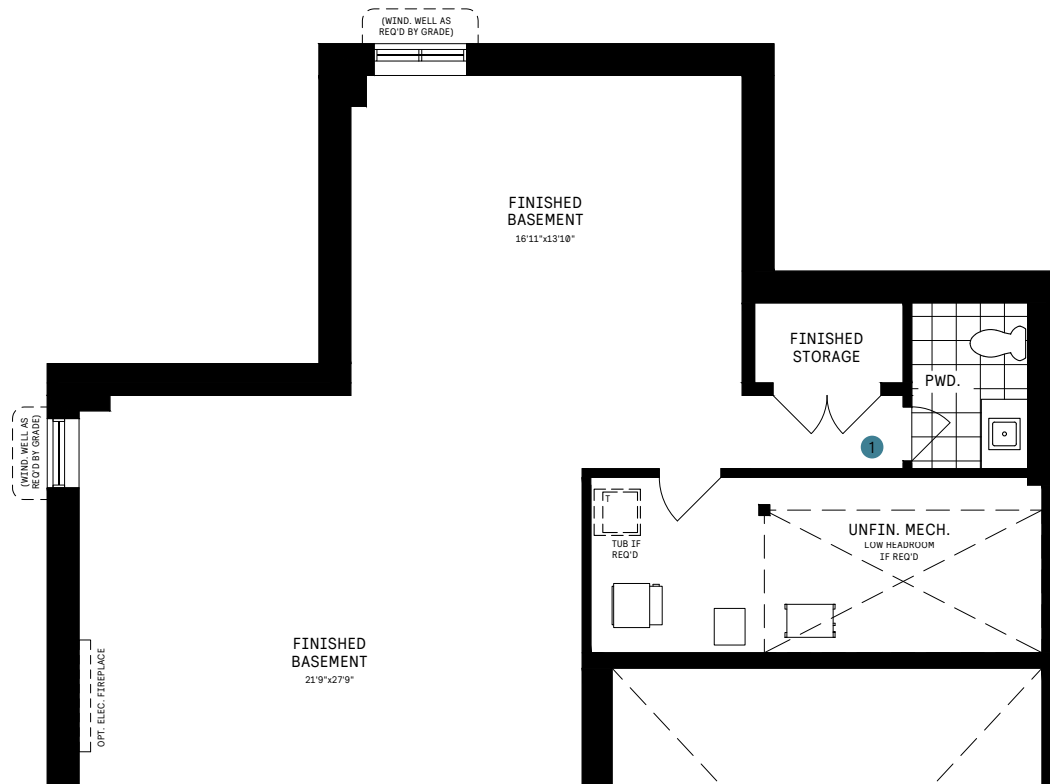 (WIND. WELL AS
REQ'D BY GRADE)
FINISHED
BASEMENT
16'11"x13'10"
FINISHED
STORAGE
PWD.
(WIND. WELL AS
REQ'D BY GRADE)
1
T
TUB IF
REQ'D
UNFIN. MECH.
LOW HEADROOM
IF REQ'D
FINISHED
BASEMENT
21'9"x27'9"
OPT. ELEC. FIREPLACE